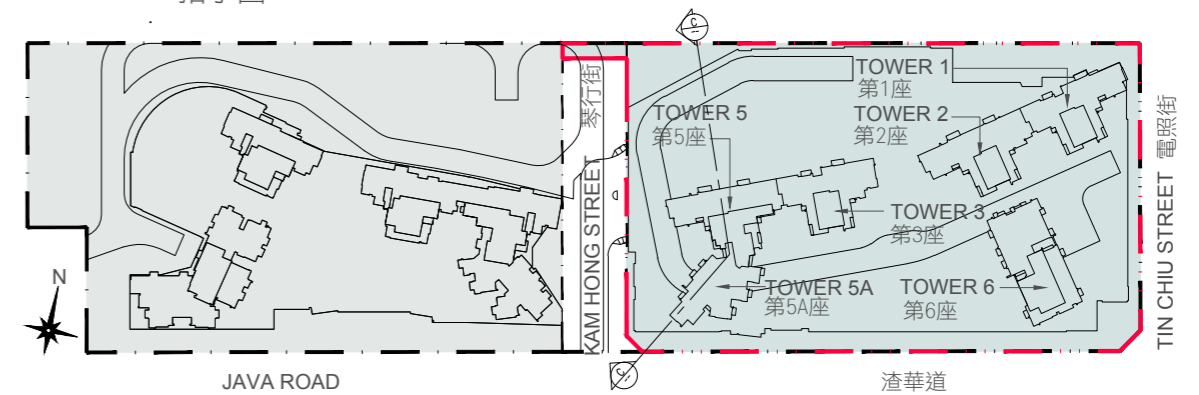 C
TOWER 1
第1座
TOWER 5
第5座
TOWER 2
第2座
琴行街
KAM HONG STREET
TOWER 3
第3座
TOWER 5A
第5A座
TOWER 6
第6座
電照街
TIN CHIU STREET
N
C
JAVA ROAD
渣華道